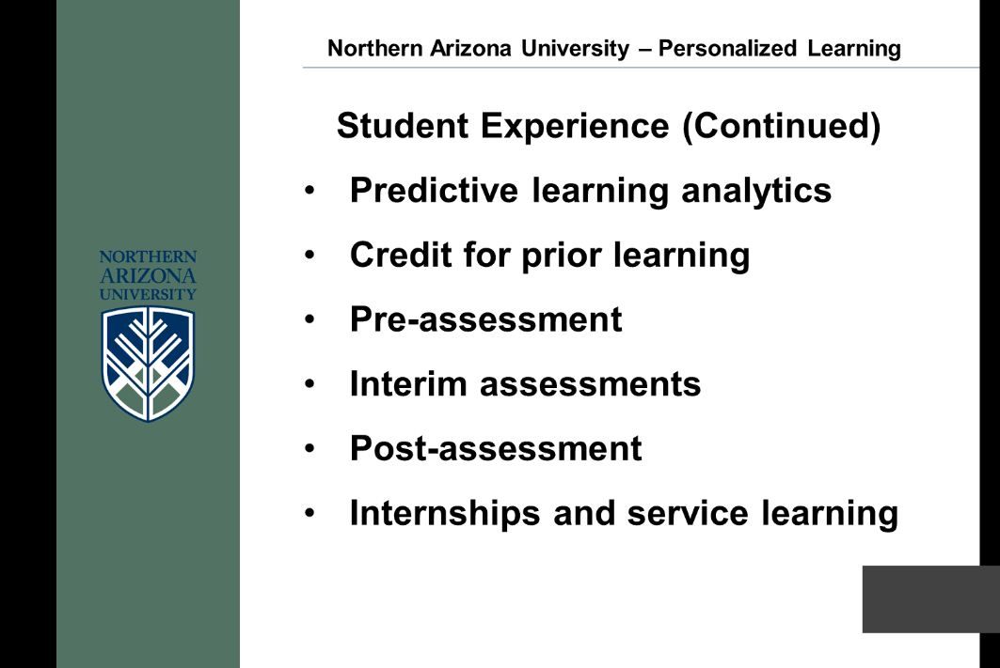 Northern Arizona University – Personalized Learning
Student Experience (Continued)
• Predictive learning analytics
• Credit for prior learning
• Pre-assessment
• Interim assessments
• Post-assessment
• Internships and service learning
NORTHERN
ARIZONA
UNIVERSITY